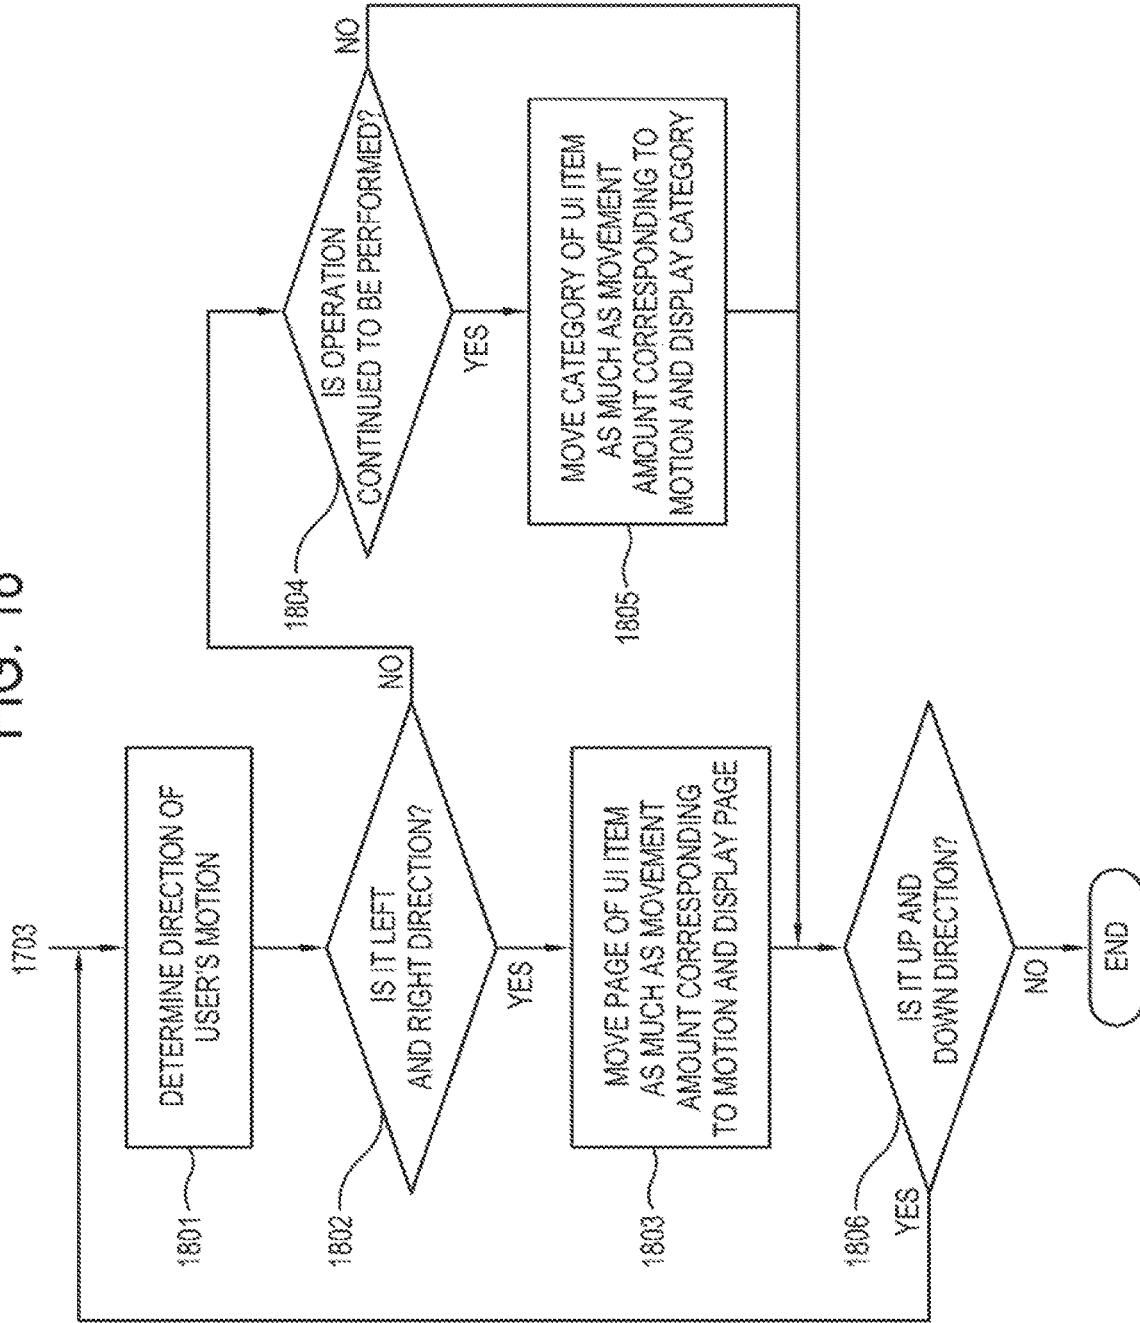 FIG. 18
1703
DETERMINE DIRECTION OF
USER'S MOTION
1801
IS IT LEFT
AND RIGHT DIRECTION?
1802
NO
YES
MOVE PAGE OF UI ITEM
AS MUCH AS MOVEMENT
AMOUNT CORRESPONDING
TO MOTION AND DISPLAY PAGE
1803
IS OPERATION
CONTINUED TO BE PERFORMED?
1804
NO
YES
MOVE CATEGORY OF UI ITEM
AS MUCH AS MOVEMENT
AMOUNT CORRESPONDING TO
MOTION AND DISPLAY CATEGORY
1805
IS IT UP AND
DOWN DIRECTION?
1806
YES
NO
END